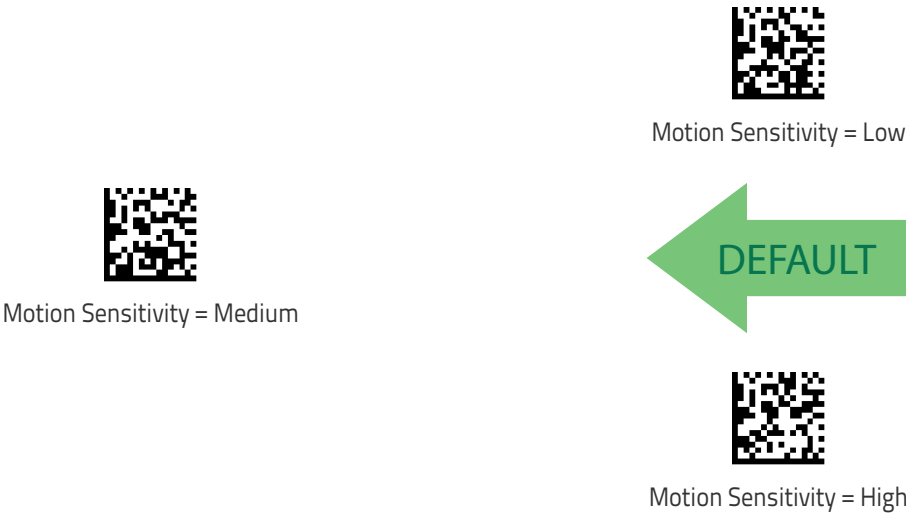 Motion Sensitivity = Low
DEFAULT
Motion Sensitivity = Medium
Motion Sensitivity = High